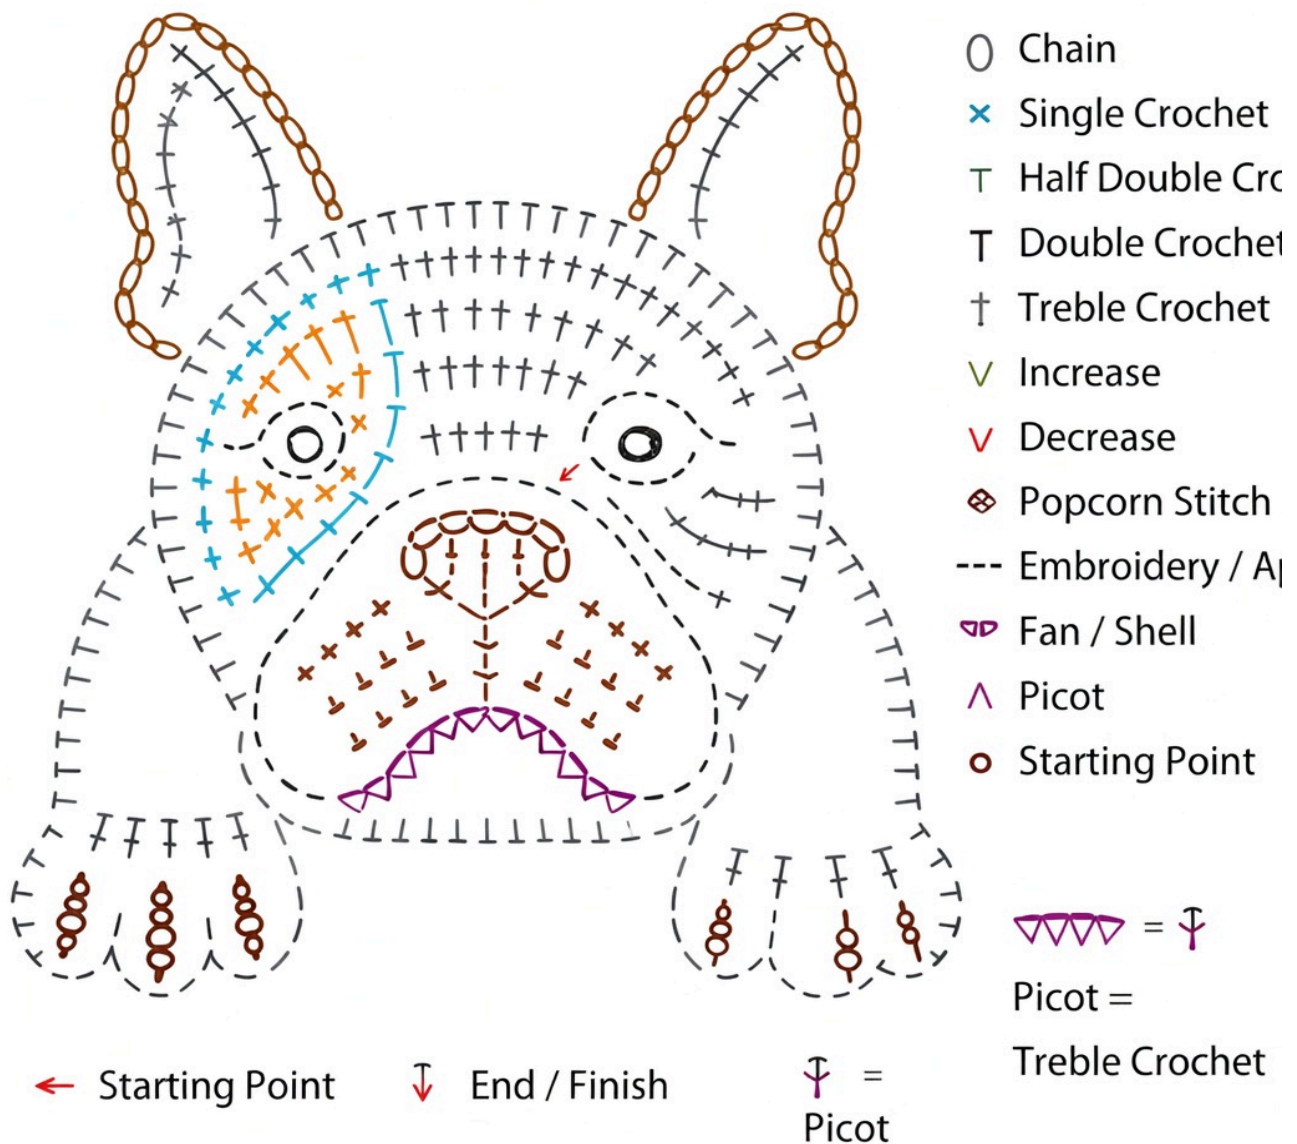 Chain
Single Crochet
Half Double Cro
Double Crochet
Treble Crochet
Increase
Decrease
Popcorn Stitch
Embroidery / Ap
Fan / Shell
Picot
Starting Point
=
Picot =
Treble Crochet
Starting Point
End / Finish
=
Picot